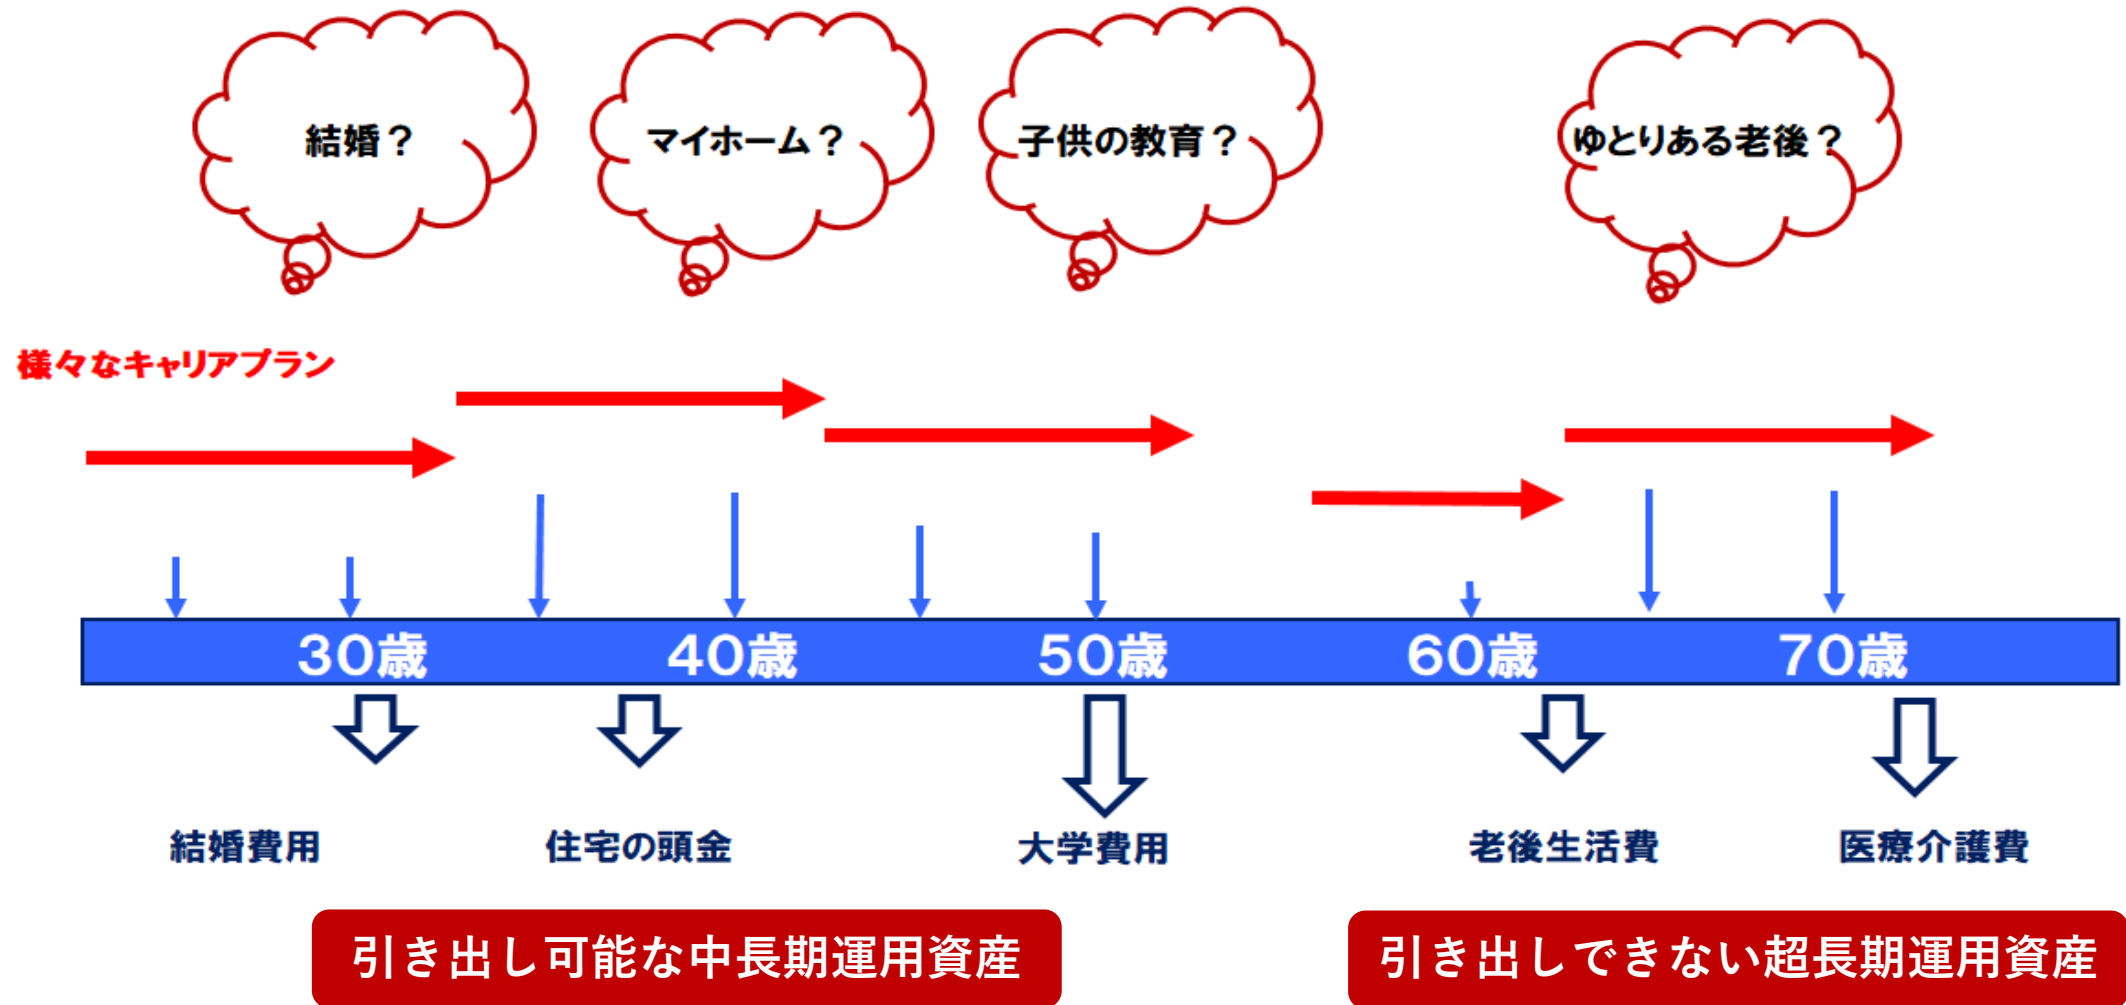 結婚？
マイホーム？
子供の教育？
ゆとりある老後？
様々なキャリアプラン
30歳
40歳
50歳
60歳
70歳
結婚費用
住宅の頭金
大学費用
老後生活費
医療介護費
引き出し可能な中長期運用資産
引き出しできない超長期運用資産